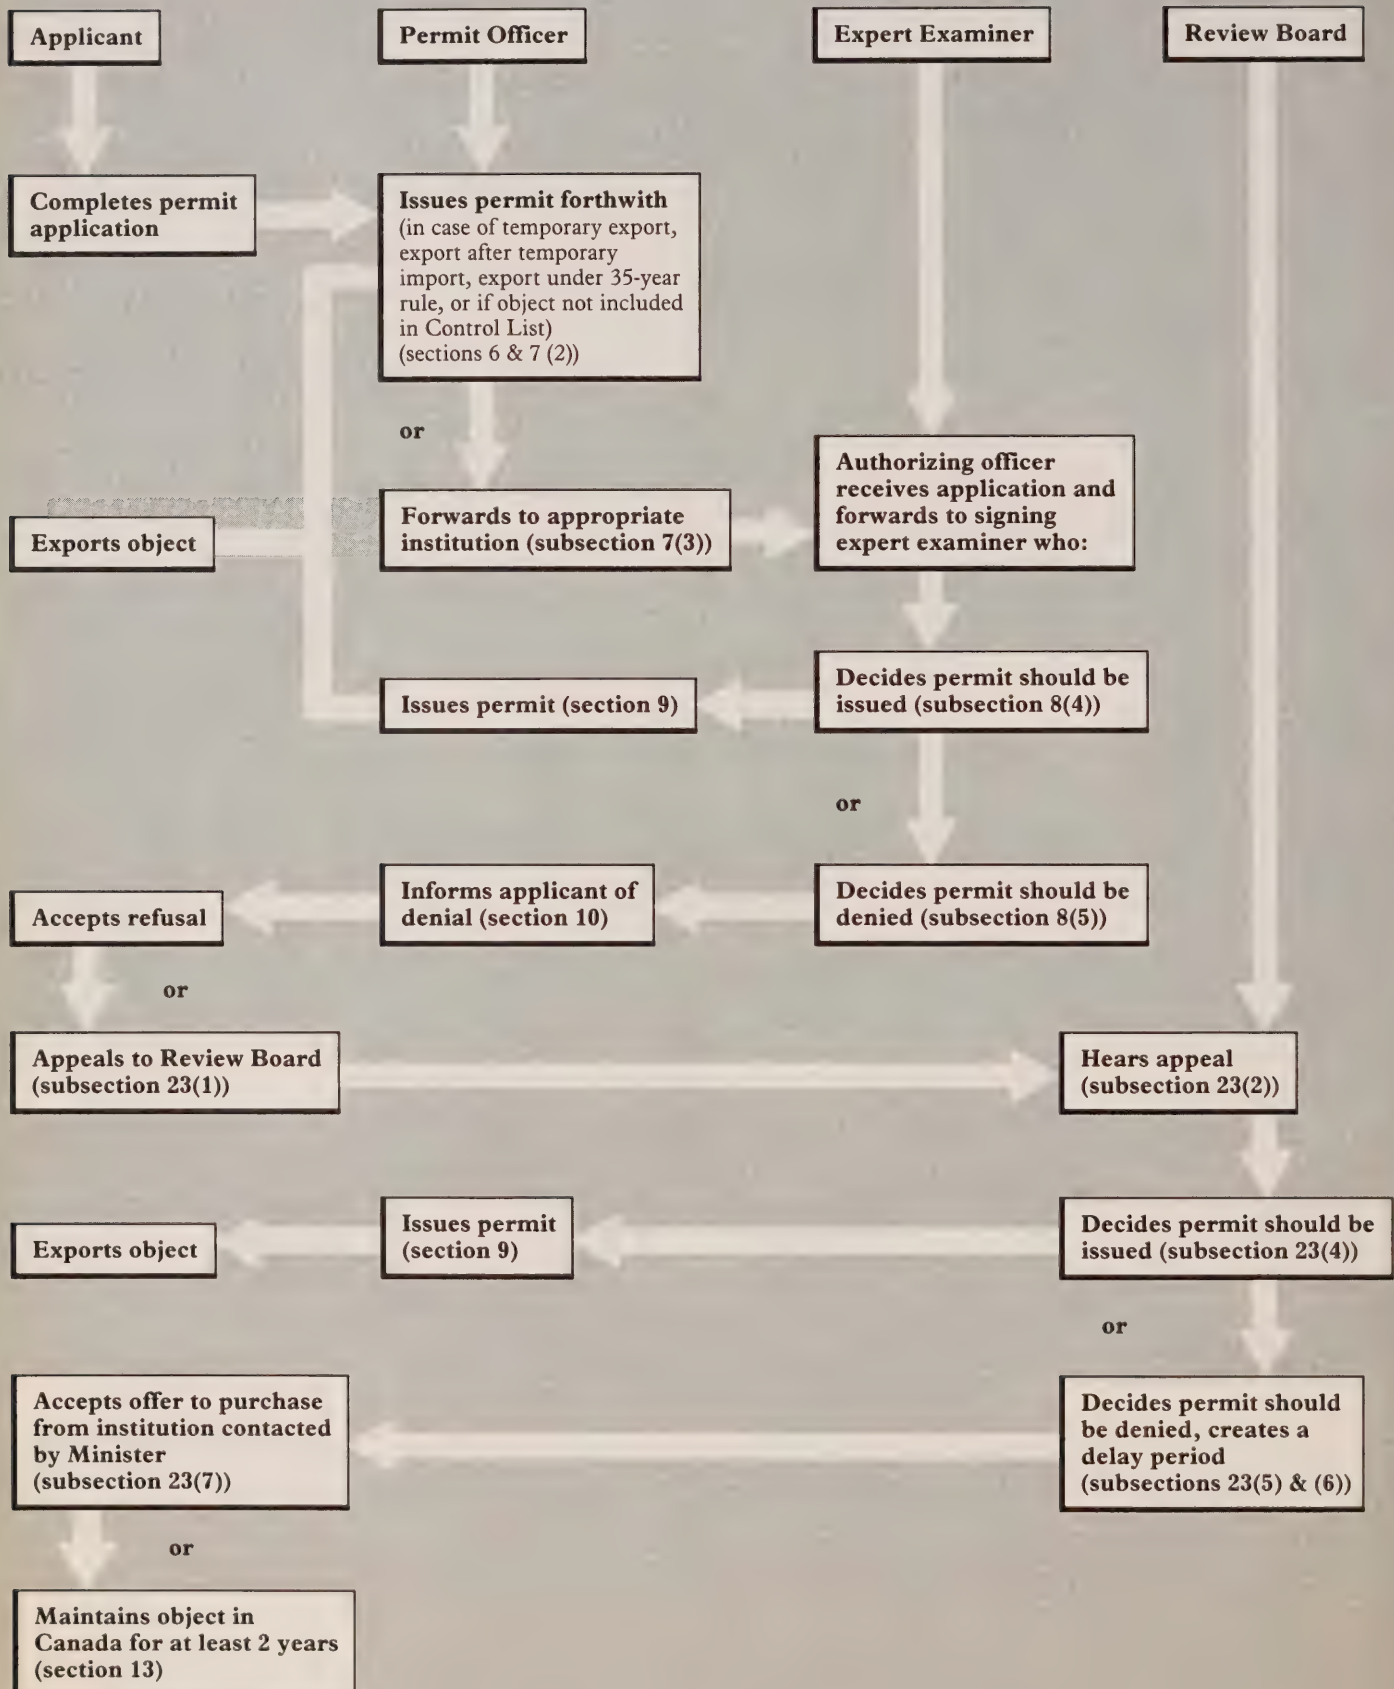 Applicant
Permit Officer
Expert Examiner
Review Board
Completes permit
application
Issues permit forthwith
(in case of temporary export,
export after temporary
import, export under 35-year
rule, or if object not included
in Control List)
(sections 6 & 7 (2))
or
Forwards to appropriate
institution (subsection 7(3))
Authorizing officer
receives application and
forwards to signing
expert examiner who:
Exports object
Issues permit (section 9)
Decides permit should be
issued (subsection 8(4))
or
Accepts refusal
Informs applicant of
denial (section 10)
Decides permit should be
denied (subsection 8(5))
or
Appeals to Review Board
(subsection 23(1))
Hears appeal
(subsection 23(2))
Exports object
Issues permit
(section 9)
Decides permit should be
issued (subsection 23(4))
or
Accepts offer to purchase
from institution contacted
by Minister
(subsection 23(7))
Decides permit should
be denied, creates a
delay period
(subsections 23(5) & (6))
or
Maintains object in
Canada for at least 2 years
(section 13)